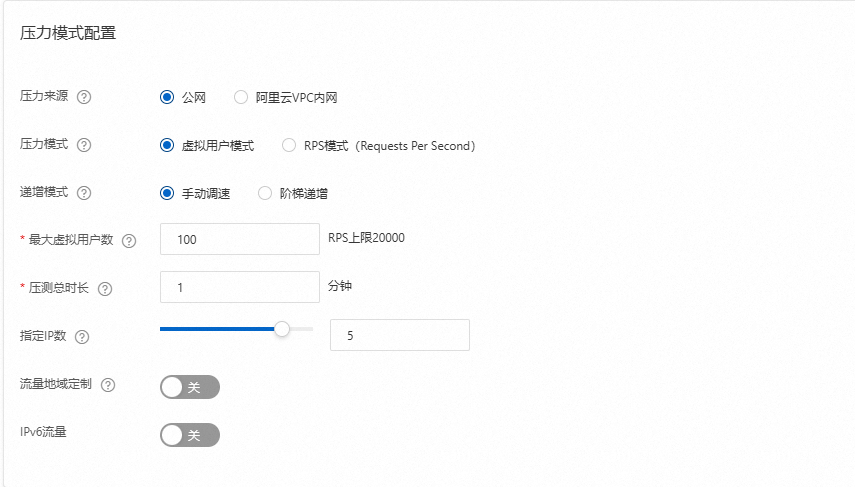 压力模式配置
压力来源 ? 公网 阿里云VPC内网
压力模式 ? 虚拟用户模式 RPS模式（Requests Per Second）
递增模式 ? 手动调速 阶梯递增
* 最大虚拟用户数 ? 100 RPS上限20000
* 压测总时长 ? 1 分钟
指定IP数 ? 5
流量地域定制 ? 关
IPv6流量 关